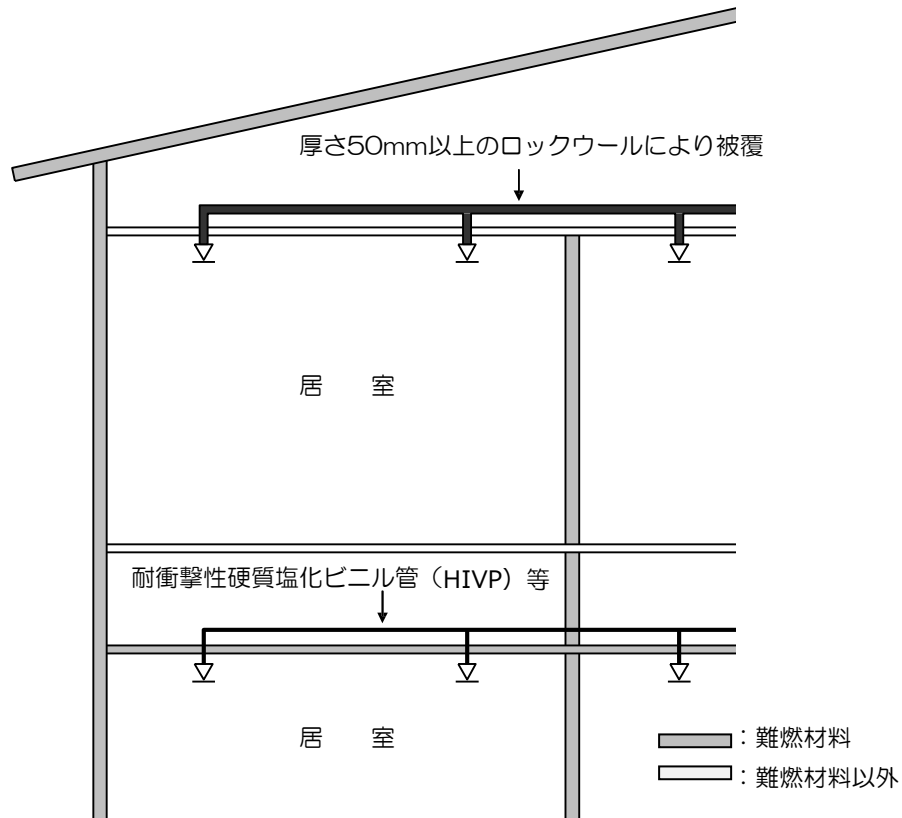 厚さ50mm以上のロックウールにより被覆
居　室
耐衝撃性硬質塩化ビニル管（HIVP）等
居　室
：難燃材料
：難燃材料以外